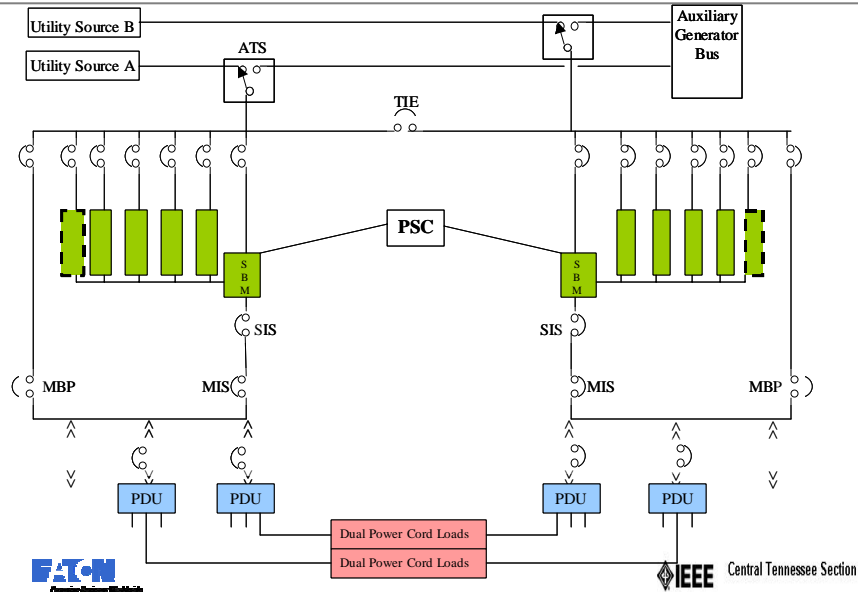 Utility Source B
Utility Source A
ATS
Auxiliary
Generator
Bus
TIE
PSC
S
B
M
S
B
M
SIS
SIS
MBP
MIS
MIS
MBP
PDU
PDU
PDU
PDU
Dual Power Cord Loads
Dual Power Cord Loads
EATON
IEEE
Central Tennessee Section